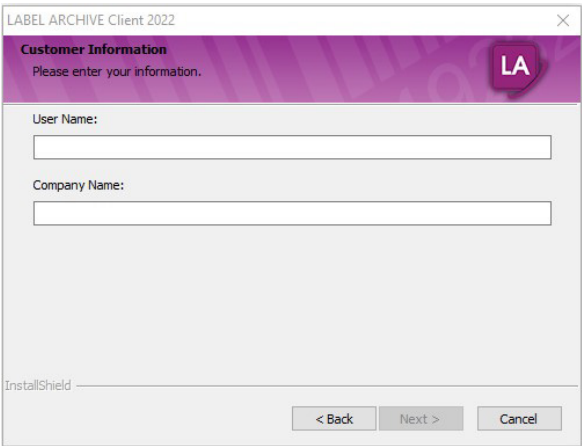 LABEL ARCHIVE Client 2022
Customer Information
Please enter your information.
LA
User Name:
Company Name:
InstallShield
< Back
Next >
Cancel